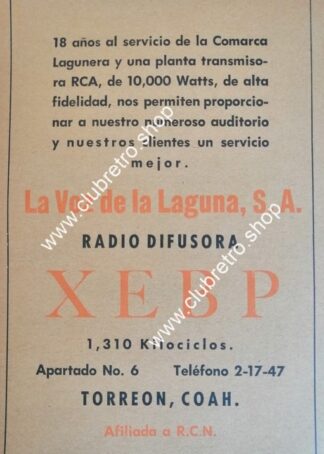 18 años al servicio de la Comarca
Lagunera y una planta transmiso-
ra RCA, de 10,000 Watts, de alta
fidelidad, nos permiten proporcio-
nar a nuestro numeroso auditorio
y nuestros clientes un servicio
mejor.
La Voz de la Laguna, S. A.
RADIO DIFUSORA
XEBP
1,310 Kilociclos.
Apartado No. 6 Teléfono 2-17-47
TORREON, COAH.
Afiliada a R.C.N.
www.clubretro.shop
www.clubretro.shop
www.clubretro.shop